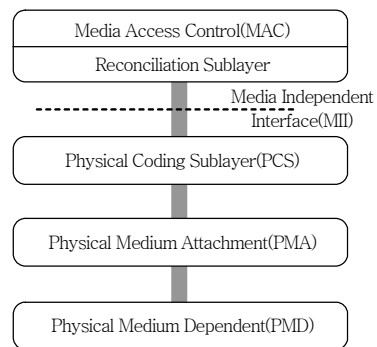 Media Access Control(MAC)
Reconciliation Sublayer
Media Independent
Interface(MII)
Physical Coding Sublayer(PCS)
Physical Medium Attachment(PMA)
Physical Medium Dependent(PMD)